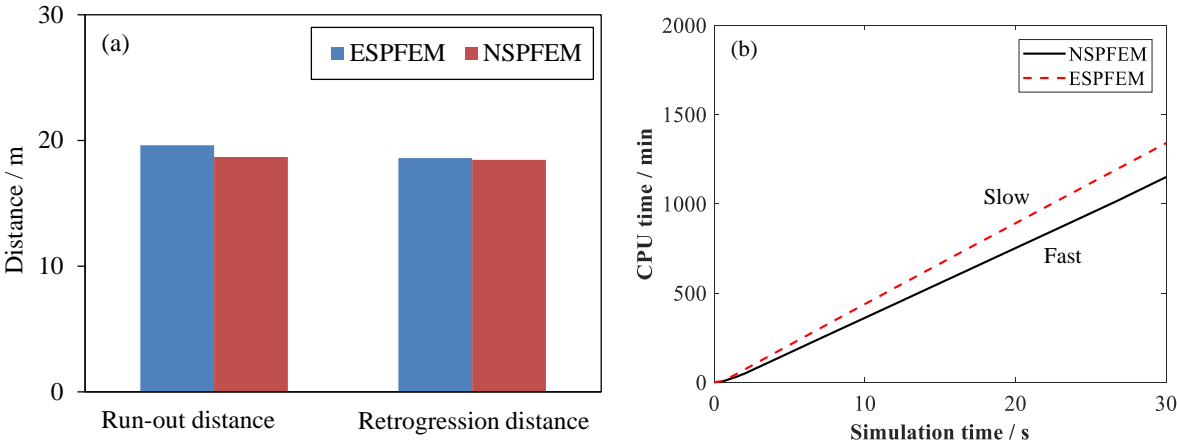 30
(a)
ESPFEM
NSPFEM
20
10
0
Distance / m
Run-out distance
Retrogression distance
2000
(b)
NSPFEM
ESPFEM
1500
1000
500
0
CPU time / min
Slow
Fast
0
10
20
30
Simulation time / s